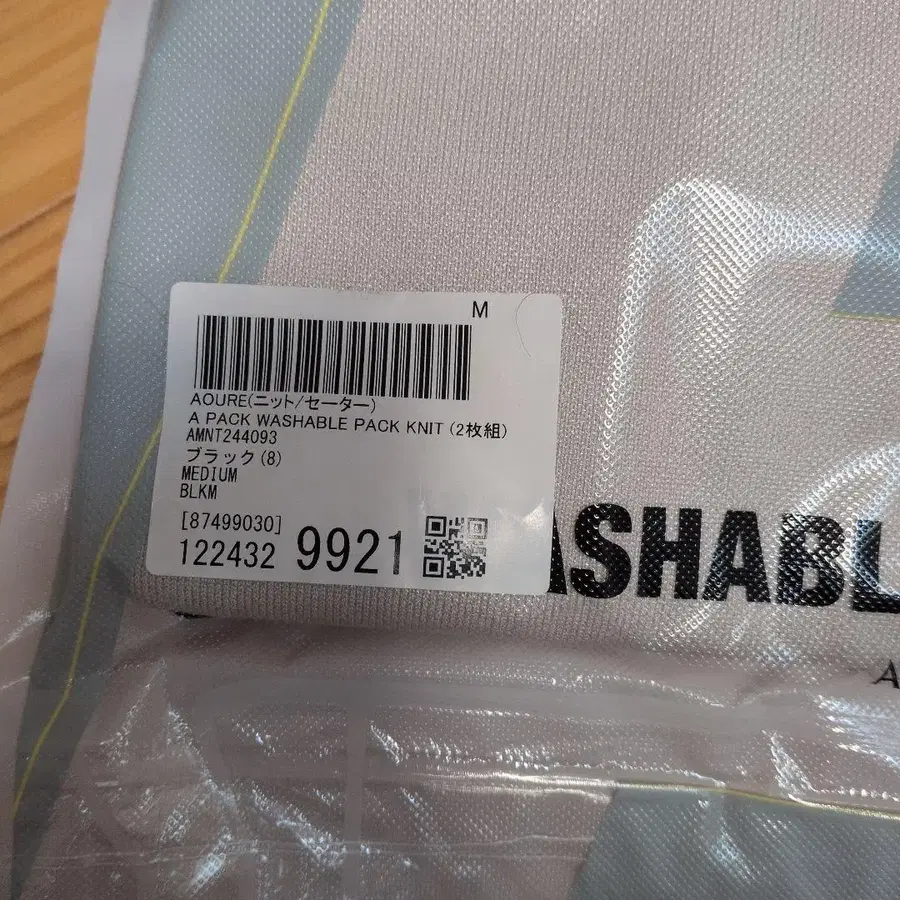 M
AOURE(ニット/セーター)
A PACK WASHABLE PACK KNIT (2枚組)
AMNT244093
ブラック(8)
MEDIUM
BLKM
[87499030]
122432 9921
ASHABL
A